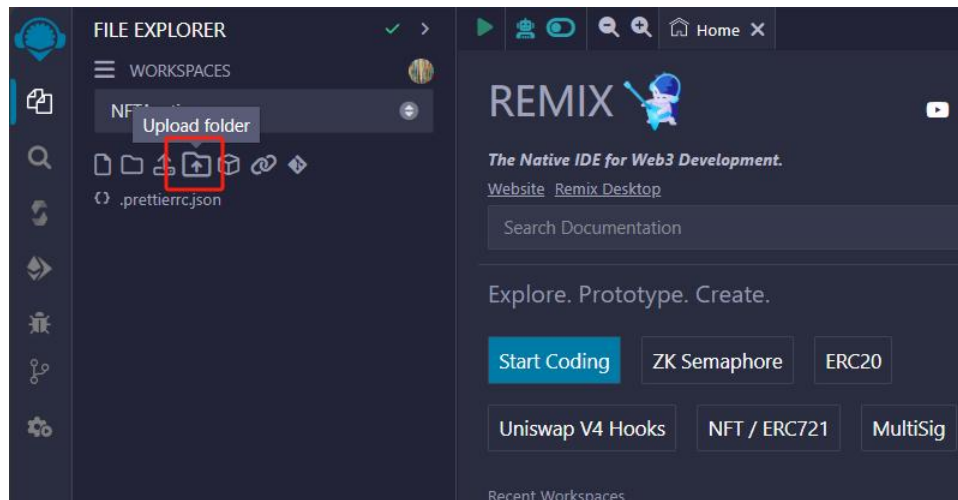 FILE EXPLORER
WORKSPACES
Upload folder
.prettierrc.json
Home
REMIX
The Native IDE for Web3 Development.
Website Remix Desktop
Search Documentation
Explore. Prototype. Create.
Start Coding ZK Semaphore ERC20
Uniswap V4 Hooks NFT / ERC721 MultiSig
Recent Workspaces